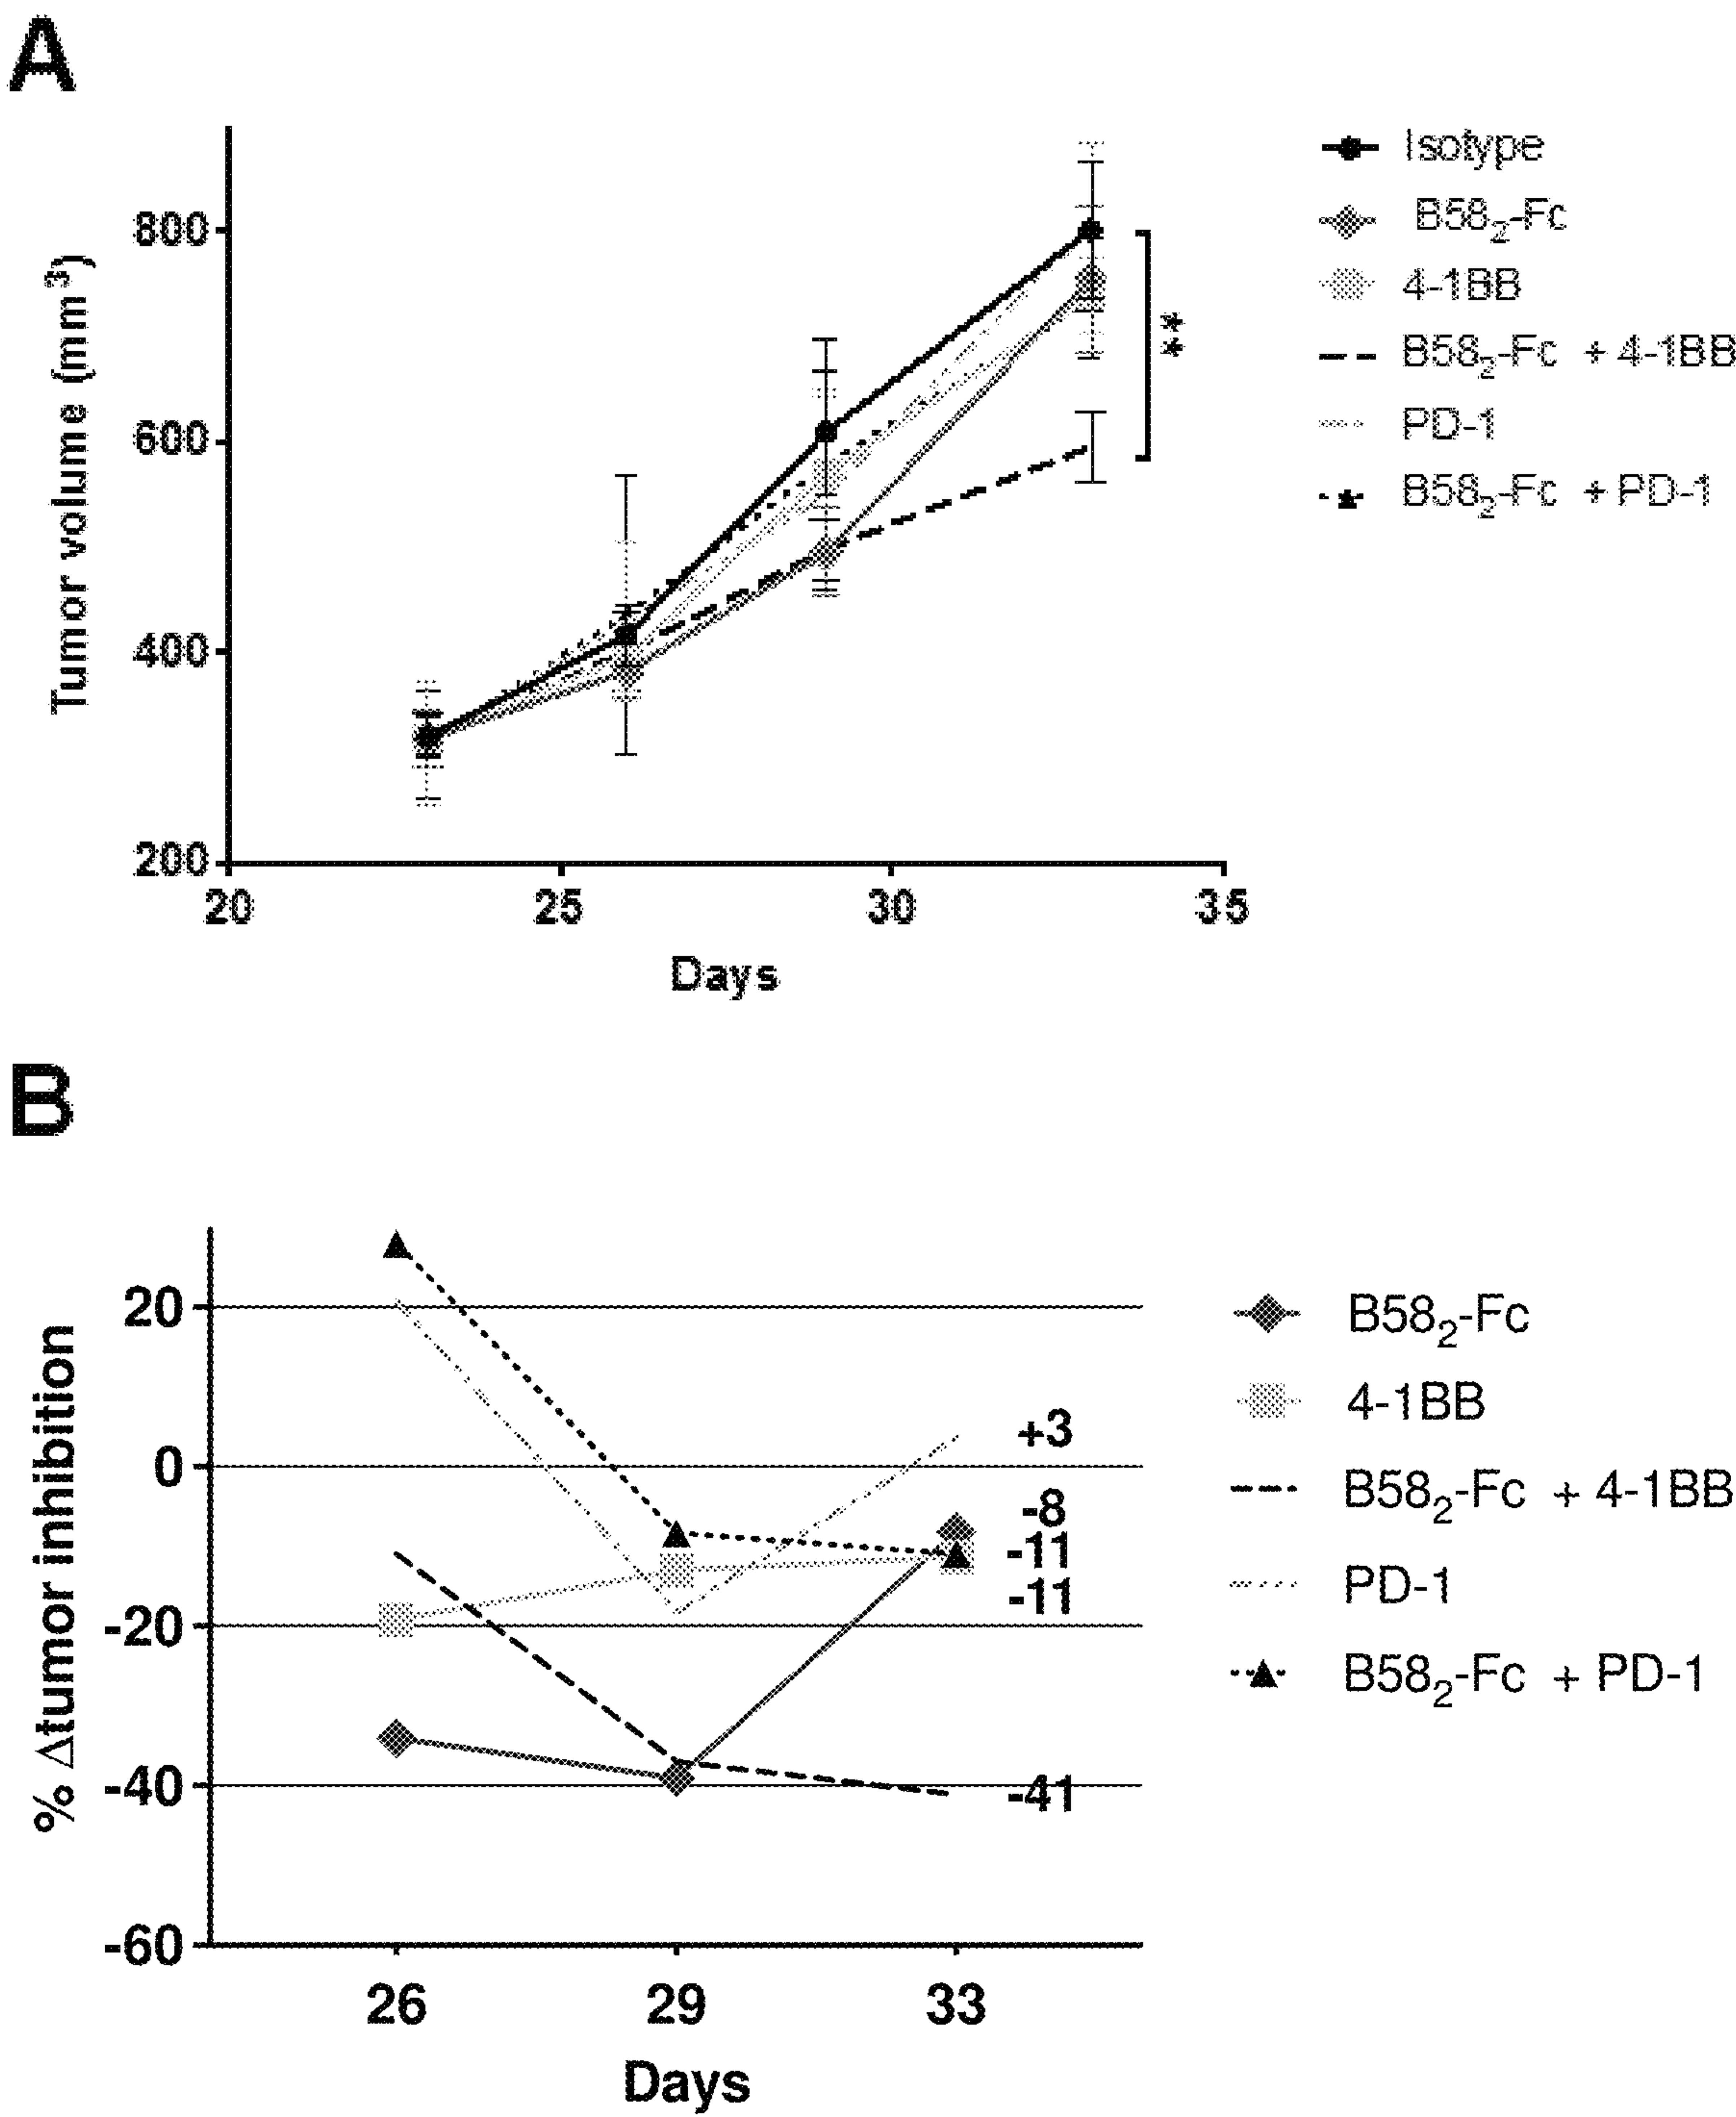 A
Tumor volume (mm³)
800
600
400
200
20
25
30
35
Days
**
Isotype
B58₂-Fc
4-1BB
B58₂-Fc + 4-1BB
PD-1
B58₂-Fc + PD-1
B
% Δtumor inhibition
20
0
-20
-40
-60
26
29
33
Days
+3
-8
-11
-11
-41
B58₂-Fc
4-1BB
B58₂-Fc + 4-1BB
PD-1
B58₂-Fc + PD-1